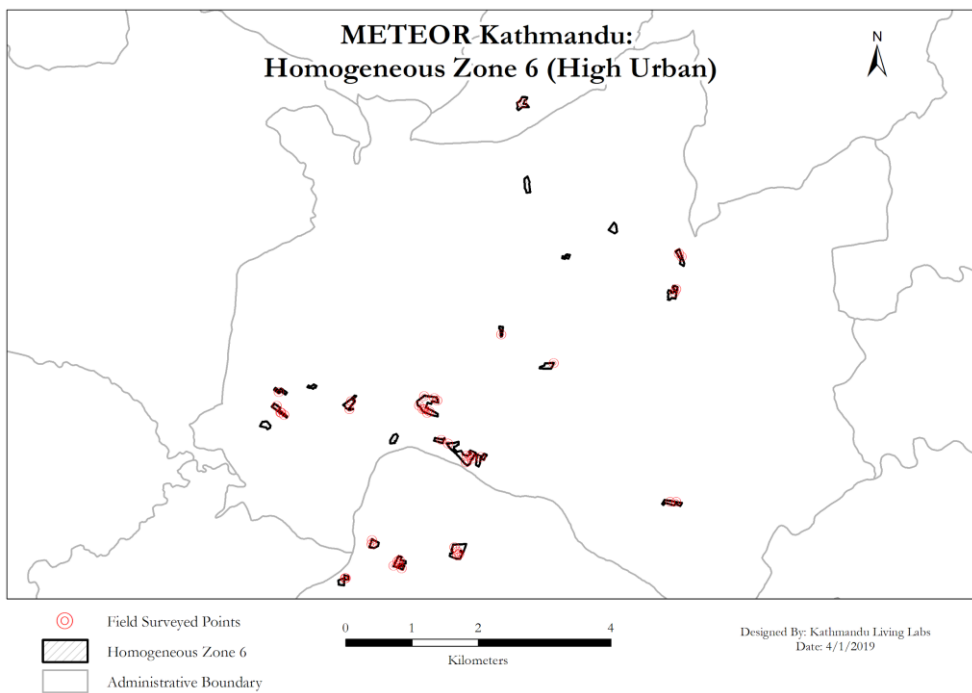 METEOR Kathmandu:
Homogeneous Zone 6 (High Urban)
N
Field Surveyed Points
Homogeneous Zone 6
Administrative Boundary
0 1 2 4
Kilometers
Designed By: Kathmandu Living Labs
Date: 4/1/2019